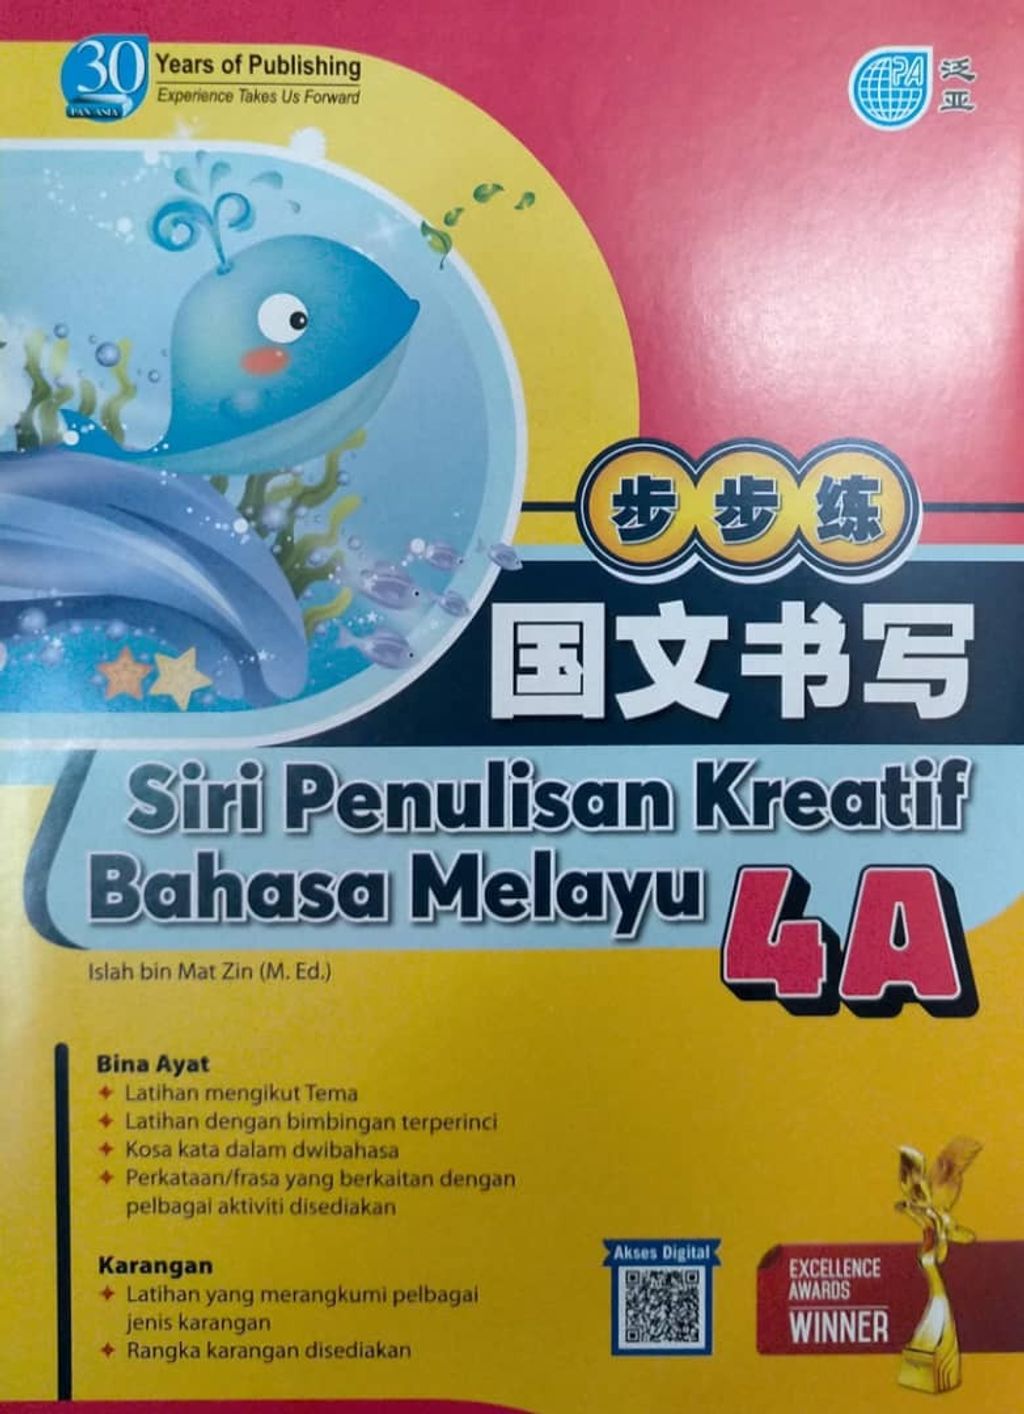 30 Years of Publishing
PAN ASIA
Experience Takes Us Forward
PA 泛亚
步步练
国文书写
Siri Penulisan Kreatif
Bahasa Melayu 4A
Islah bin Mat Zin (M. Ed.)
Bina Ayat
Latihan mengikut Tema
Latihan dengan bimbingan terperinci
Kosa kata dalam dwibahasa
Perkataan/frasa yang berkaitan dengan
pelbagai aktiviti disediakan
Karangan
Latihan yang merangkumi pelbagai
jenis karangan
Rangka karangan disediakan
Akses Digital
EXCELLENCE
AWARDS
WINNER